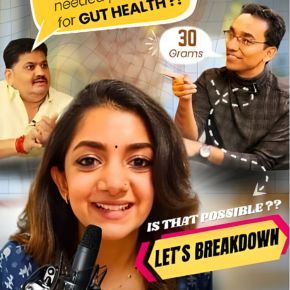 needed p
for GUT HEALTH??
30
Grams
IS THAT POSSIBLE ??
LET'S BREAKDOWN